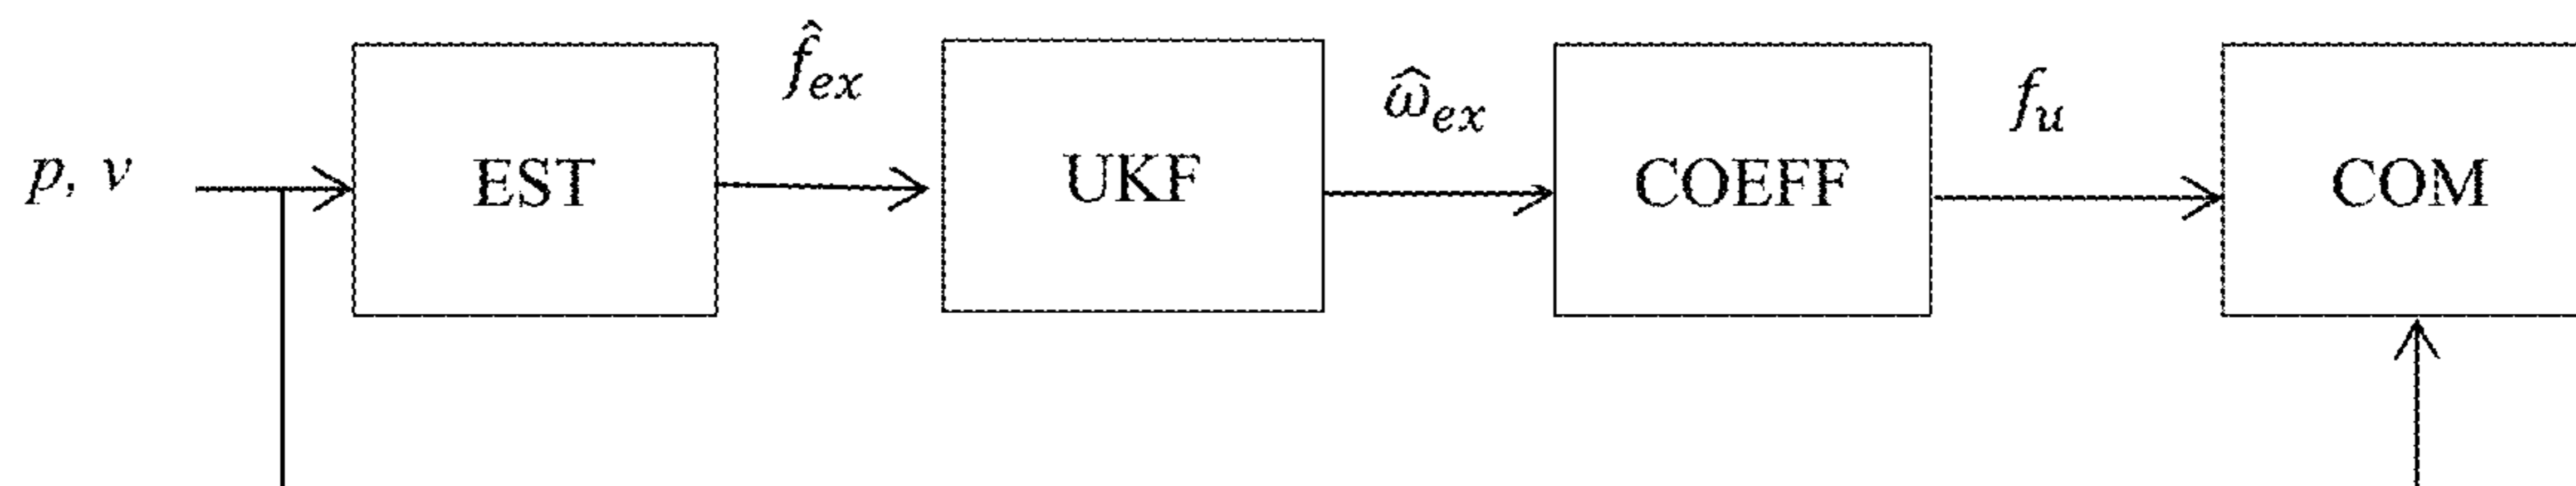 p, v
EST
f̂ₑₓ
UKF
ω̂ₑₓ
COEFF
fᵤ
COM